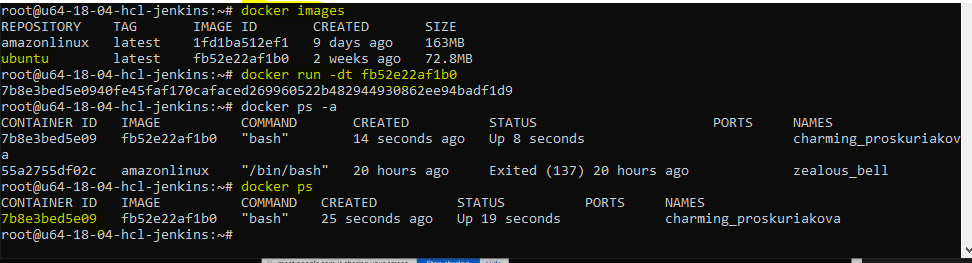 root@u64-18-04-hcl-jenkins:~# docker images
REPOSITORY TAG IMAGE ID CREATED SIZE
amazonlinux latest 1fd1ba512ef1 9 days ago 163MB
ubuntu latest fb52e22af1b0 2 weeks ago 72.8MB
root@u64-18-04-hcl-jenkins:~# docker run -dt fb52e22af1b0
7b8e3bed5e0940fe45faf170cafaced269960522b482944930862ee94badf1d9
root@u64-18-04-hcl-jenkins:~# docker ps -a
CONTAINER ID IMAGE COMMAND CREATED STATUS PORTS NAMES
7b8e3bed5e09 fb52e22af1b0 "bash" 14 seconds ago Up 8 seconds charming_proskuriakov
a
55a2755df02c amazonlinux "/bin/bash" 20 hours ago Exited (137) 20 hours ago zealous_bell
root@u64-18-04-hcl-jenkins:~# docker ps
CONTAINER ID IMAGE COMMAND CREATED STATUS PORTS NAMES
7b8e3bed5e09 fb52e22af1b0 "bash" 25 seconds ago Up 19 seconds charming_proskuriakova
root@u64-18-04-hcl-jenkins:~#